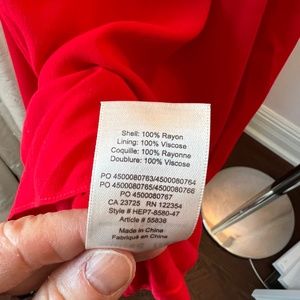 Shell: 100% Rayon
Lining: 100% Viscose
Coquille: 100% Rayonne
Doublure: 100% Viscose
PO 4500080763/4500080764
PO 4500080765/4500080766
PO 4500080767
CA 23725 RN 122354
Style # HEP7-8580-47
Article # 55838
Made in China
Fabriqué en China